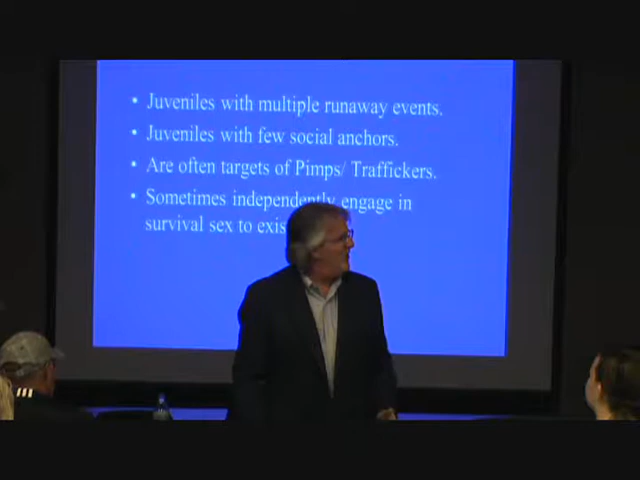 • Juveniles with multiple runaway events.
• Juveniles with few social anchors.
• Are often targets of Pimps/ Traffickers.
• Sometimes independently engage in
survival sex to exis